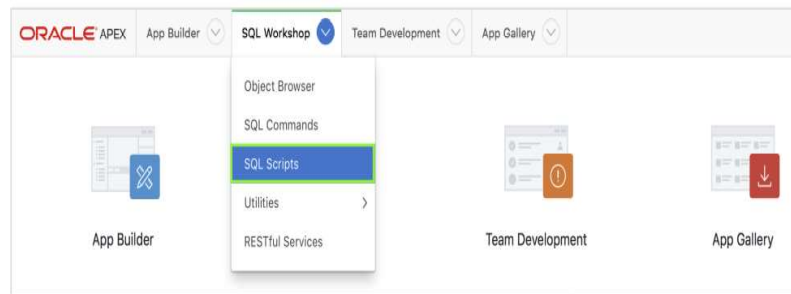 ORACLE APEX App Builder SQL Workshop Team Development App Gallery
Object Browser
SQL Commands
SQL Scripts
Utilities
RESTful Services
App Builder
Team Development
App Gallery